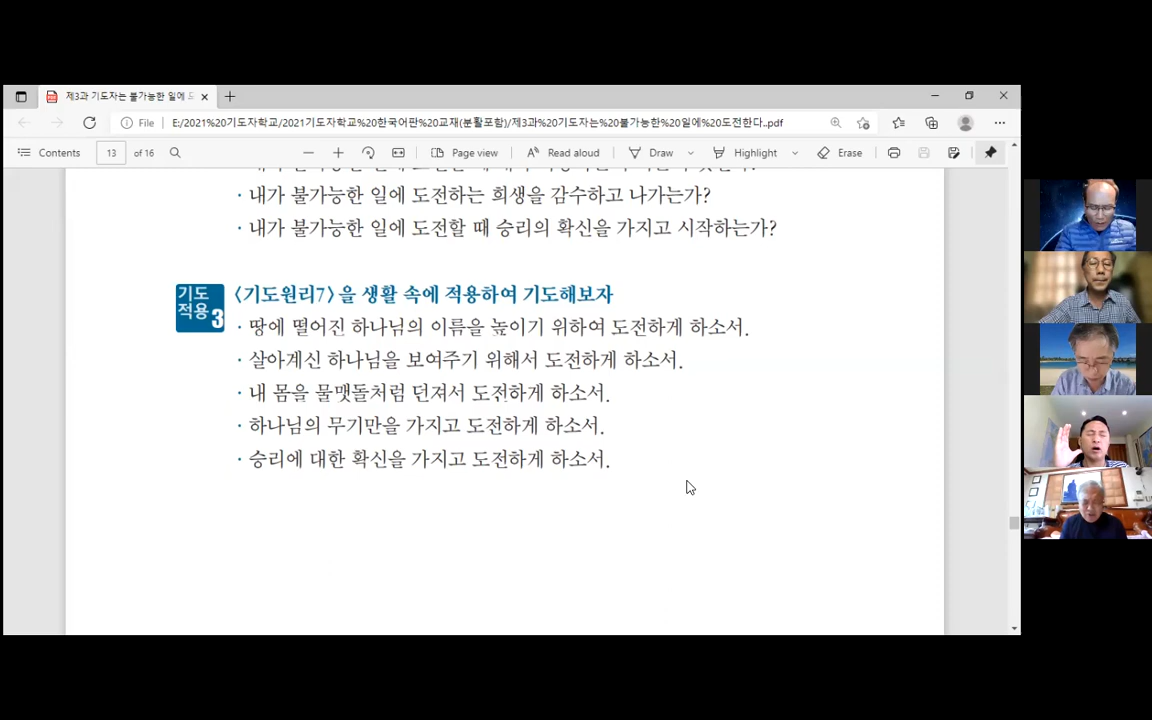 제3과 기도자는 불가능한 일에 도
File
E:/2021%20기도자학교/2021기도자학교%20한국어판%20교재(분활포함)/제3과%20기도자는%20불가능한%20일에%20도전한다..pdf
Contents
13 of 16
Page view
Read aloud
Draw
Highlight
Erase
· 내가 불가능한 일에 도전하는 희생을 감수하고 나가는가?
· 내가 불가능한 일에 도전할 때 승리의 확신을 가지고 시작하는가?
기도
적용3
〈기도원리7〉을 생활 속에 적용하여 기도해보자
· 땅에 떨어진 하나님의 이름을 높이기 위하여 도전하게 하소서.
· 살아계신 하나님을 보여주기 위해서 도전하게 하소서.
· 내 몸을 물맷돌처럼 던져서 도전하게 하소서.
· 하나님의 무기만을 가지고 도전하게 하소서.
· 승리에 대한 확신을 가지고 도전하게 하소서.